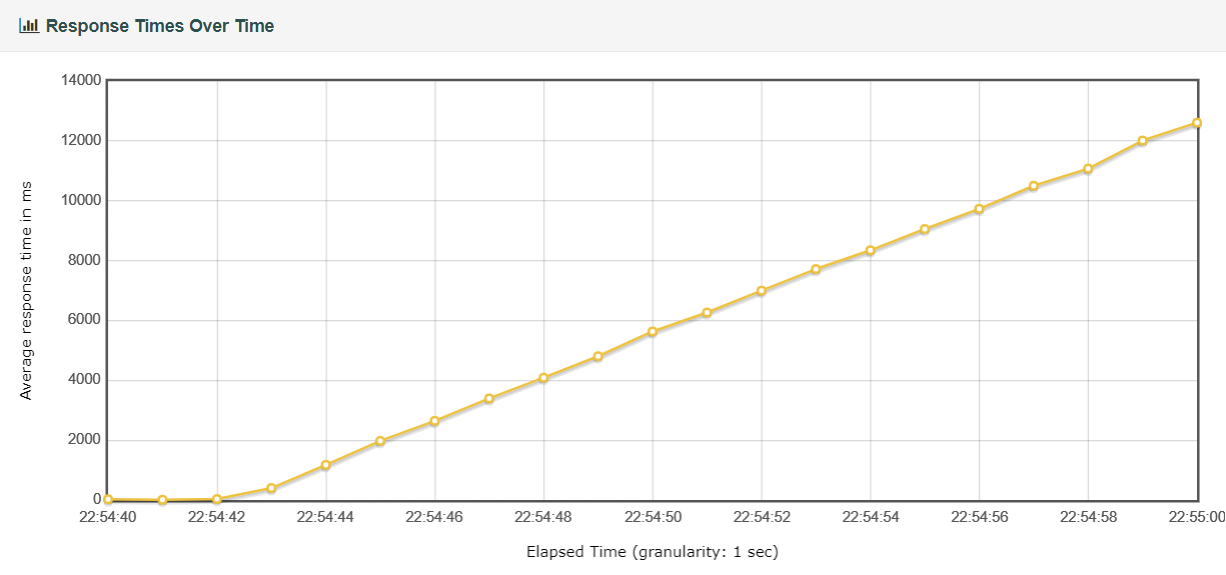 Response Times Over Time
Average response time in ms
14000
12000
10000
8000
6000
4000
2000
0
22:54:40 22:54:42 22:54:44 22:54:46 22:54:48 22:54:50 22:54:52 22:54:54 22:54:56 22:54:58 22:55:00
Elapsed Time (granularity: 1 sec)